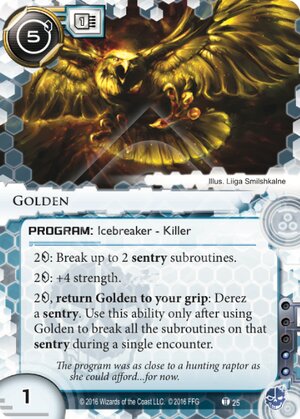 5
1
Illus. Liiga Smilshkalne
GOLDEN
PROGRAM: Icebreaker - Killer
2: Break up to 2 sentry subroutines.
2: +4 strength.
2, return Golden to your grip: Derez
a sentry. Use this ability only after using
Golden to break all the subroutines on that
sentry during a single encounter.
The program was as close to a hunting raptor as
she could afford...for now.
1
© 2016 Wizards of the Coast LLC. © 2016 FFG
25